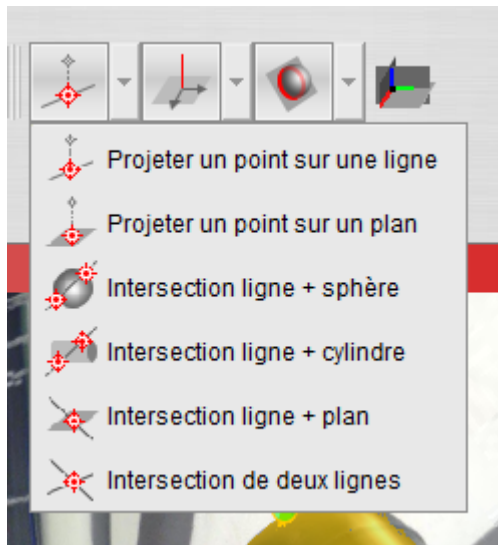 Projeter un point sur une ligne
Projeter un point sur un plan
Intersection ligne + sphère
Intersection ligne + cylindre
Intersection ligne + plan
Intersection de deux lignes